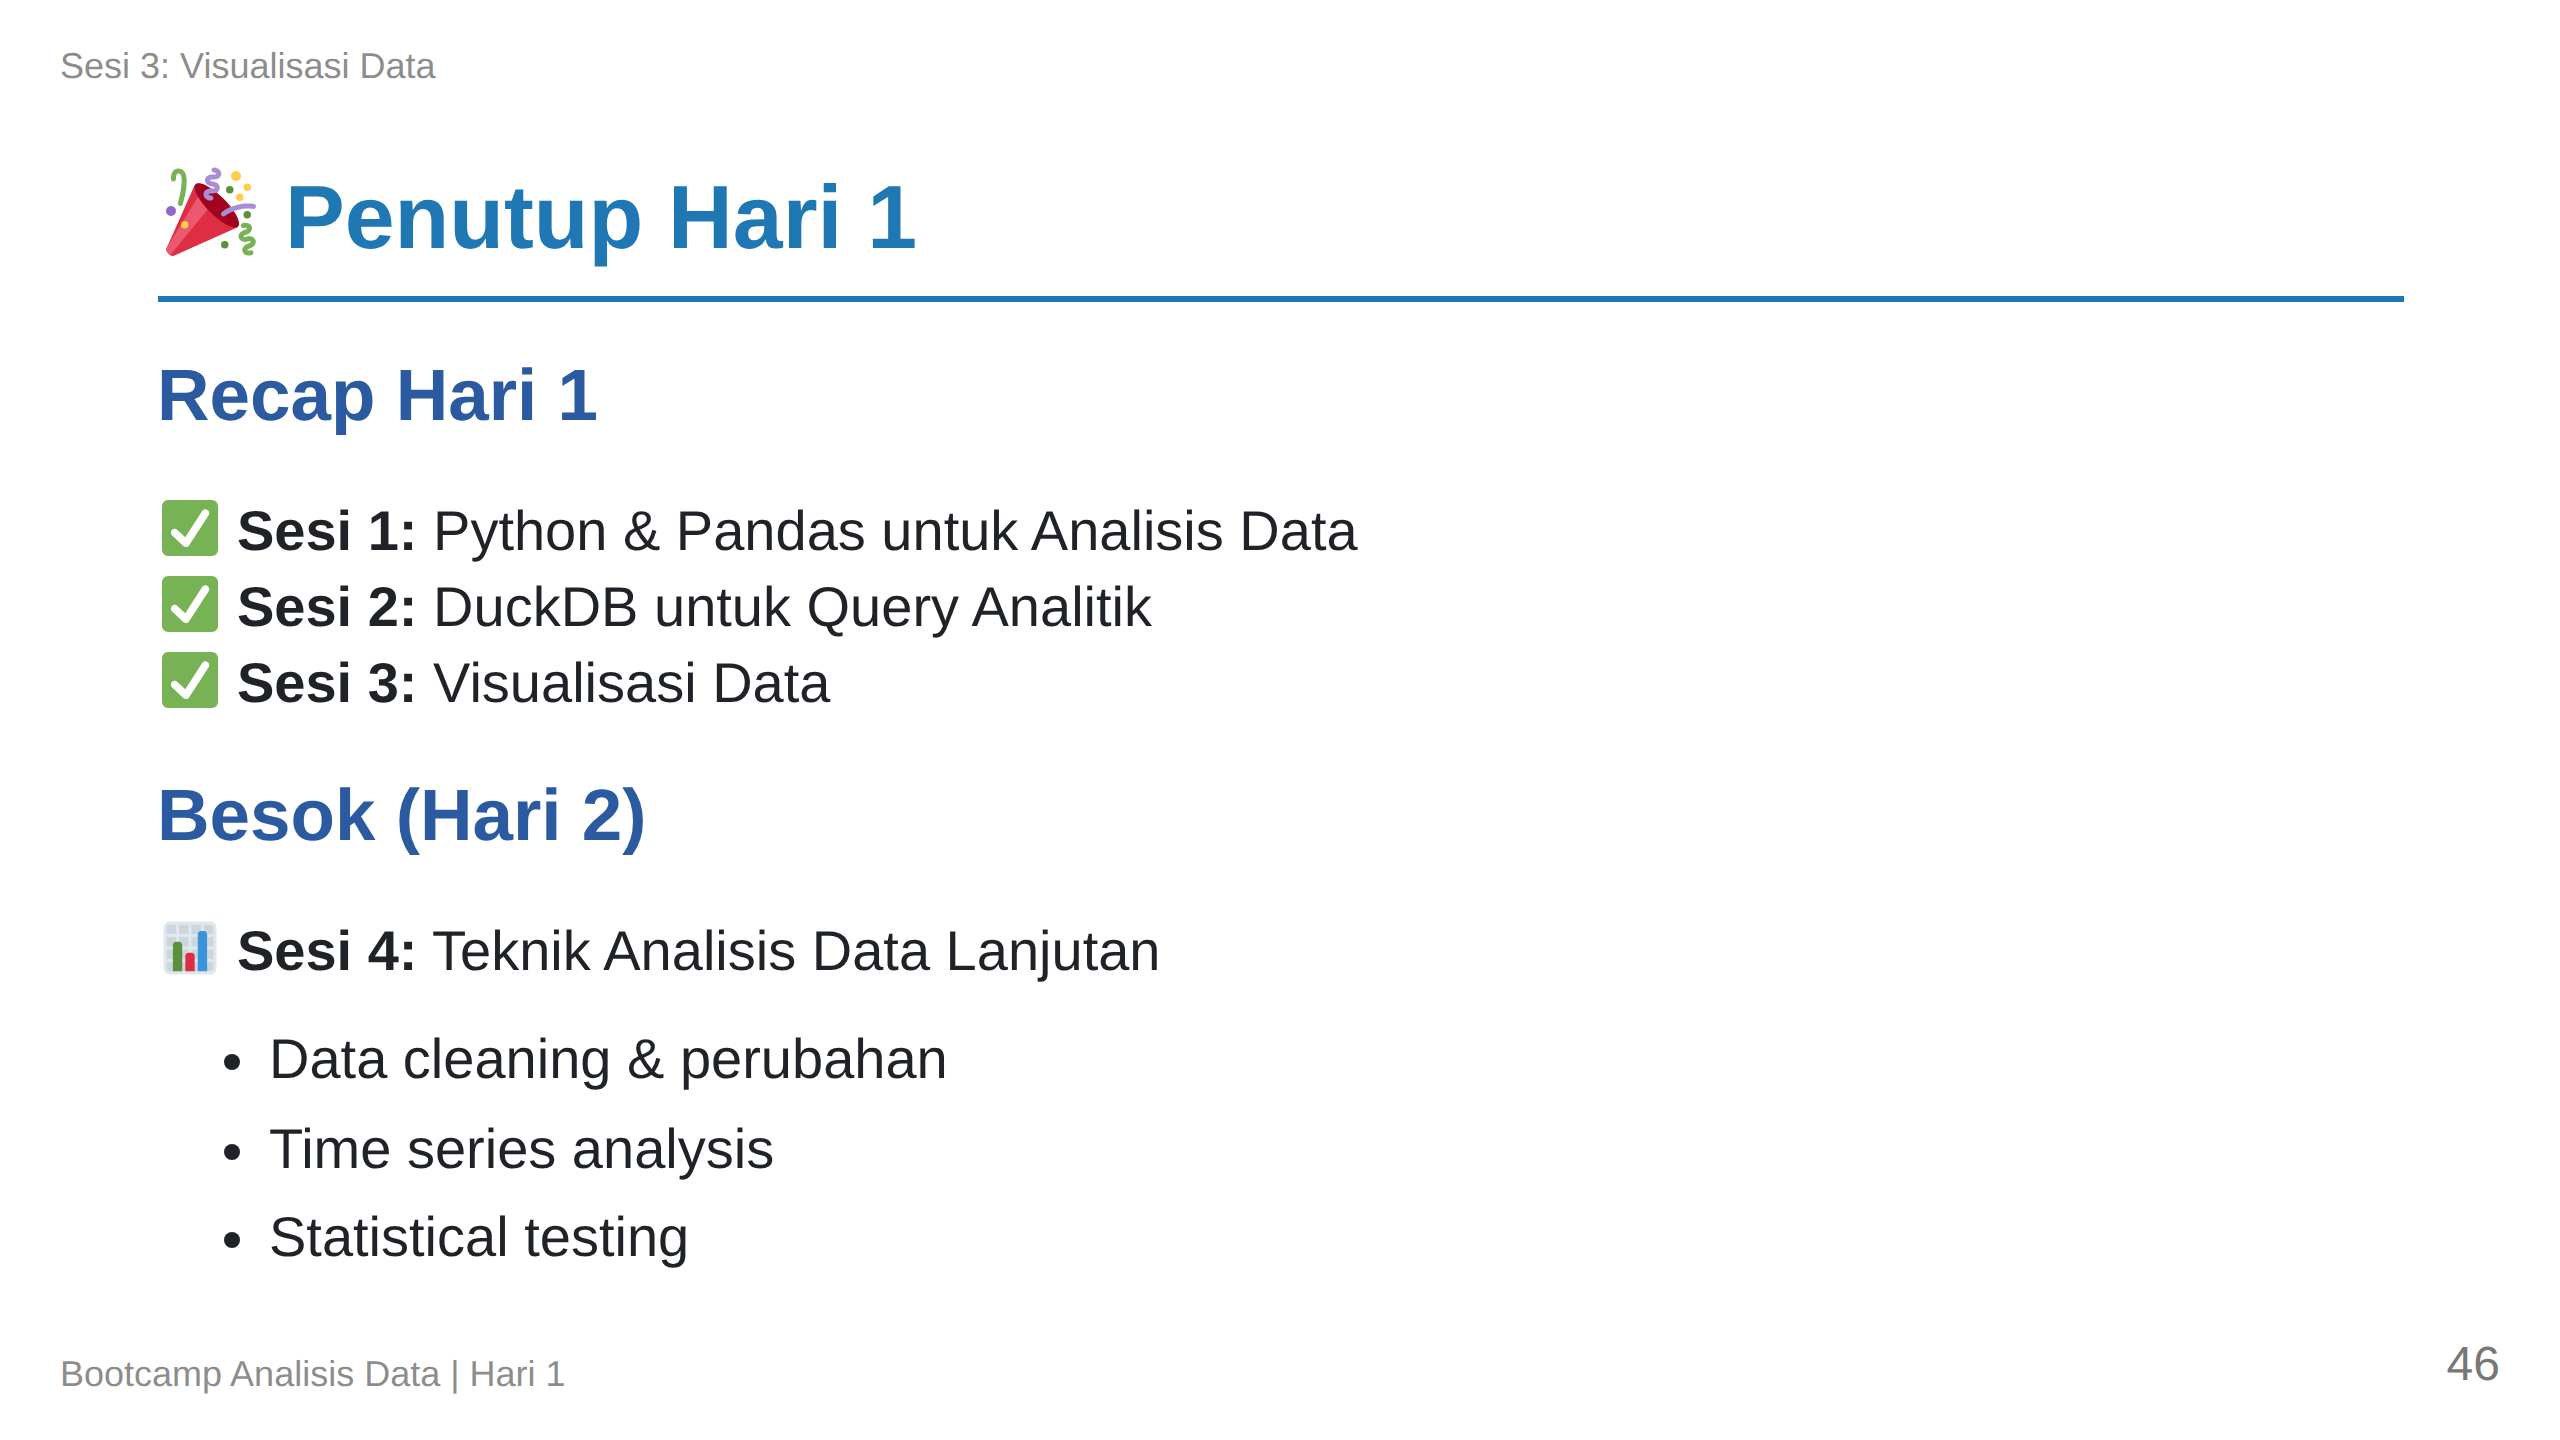 Sesi 3: Visualisasi Data
🎉 Penutup Hari 1
Recap Hari 1
✅ Sesi 1: Python & Pandas untuk Analisis Data
✅ Sesi 2: DuckDB untuk Query Analitik
✅ Sesi 3: Visualisasi Data
Besok (Hari 2)
📊 Sesi 4: Teknik Analisis Data Lanjutan
• Data cleaning & perubahan
• Time series analysis
• Statistical testing
Bootcamp Analisis Data | Hari 1
46